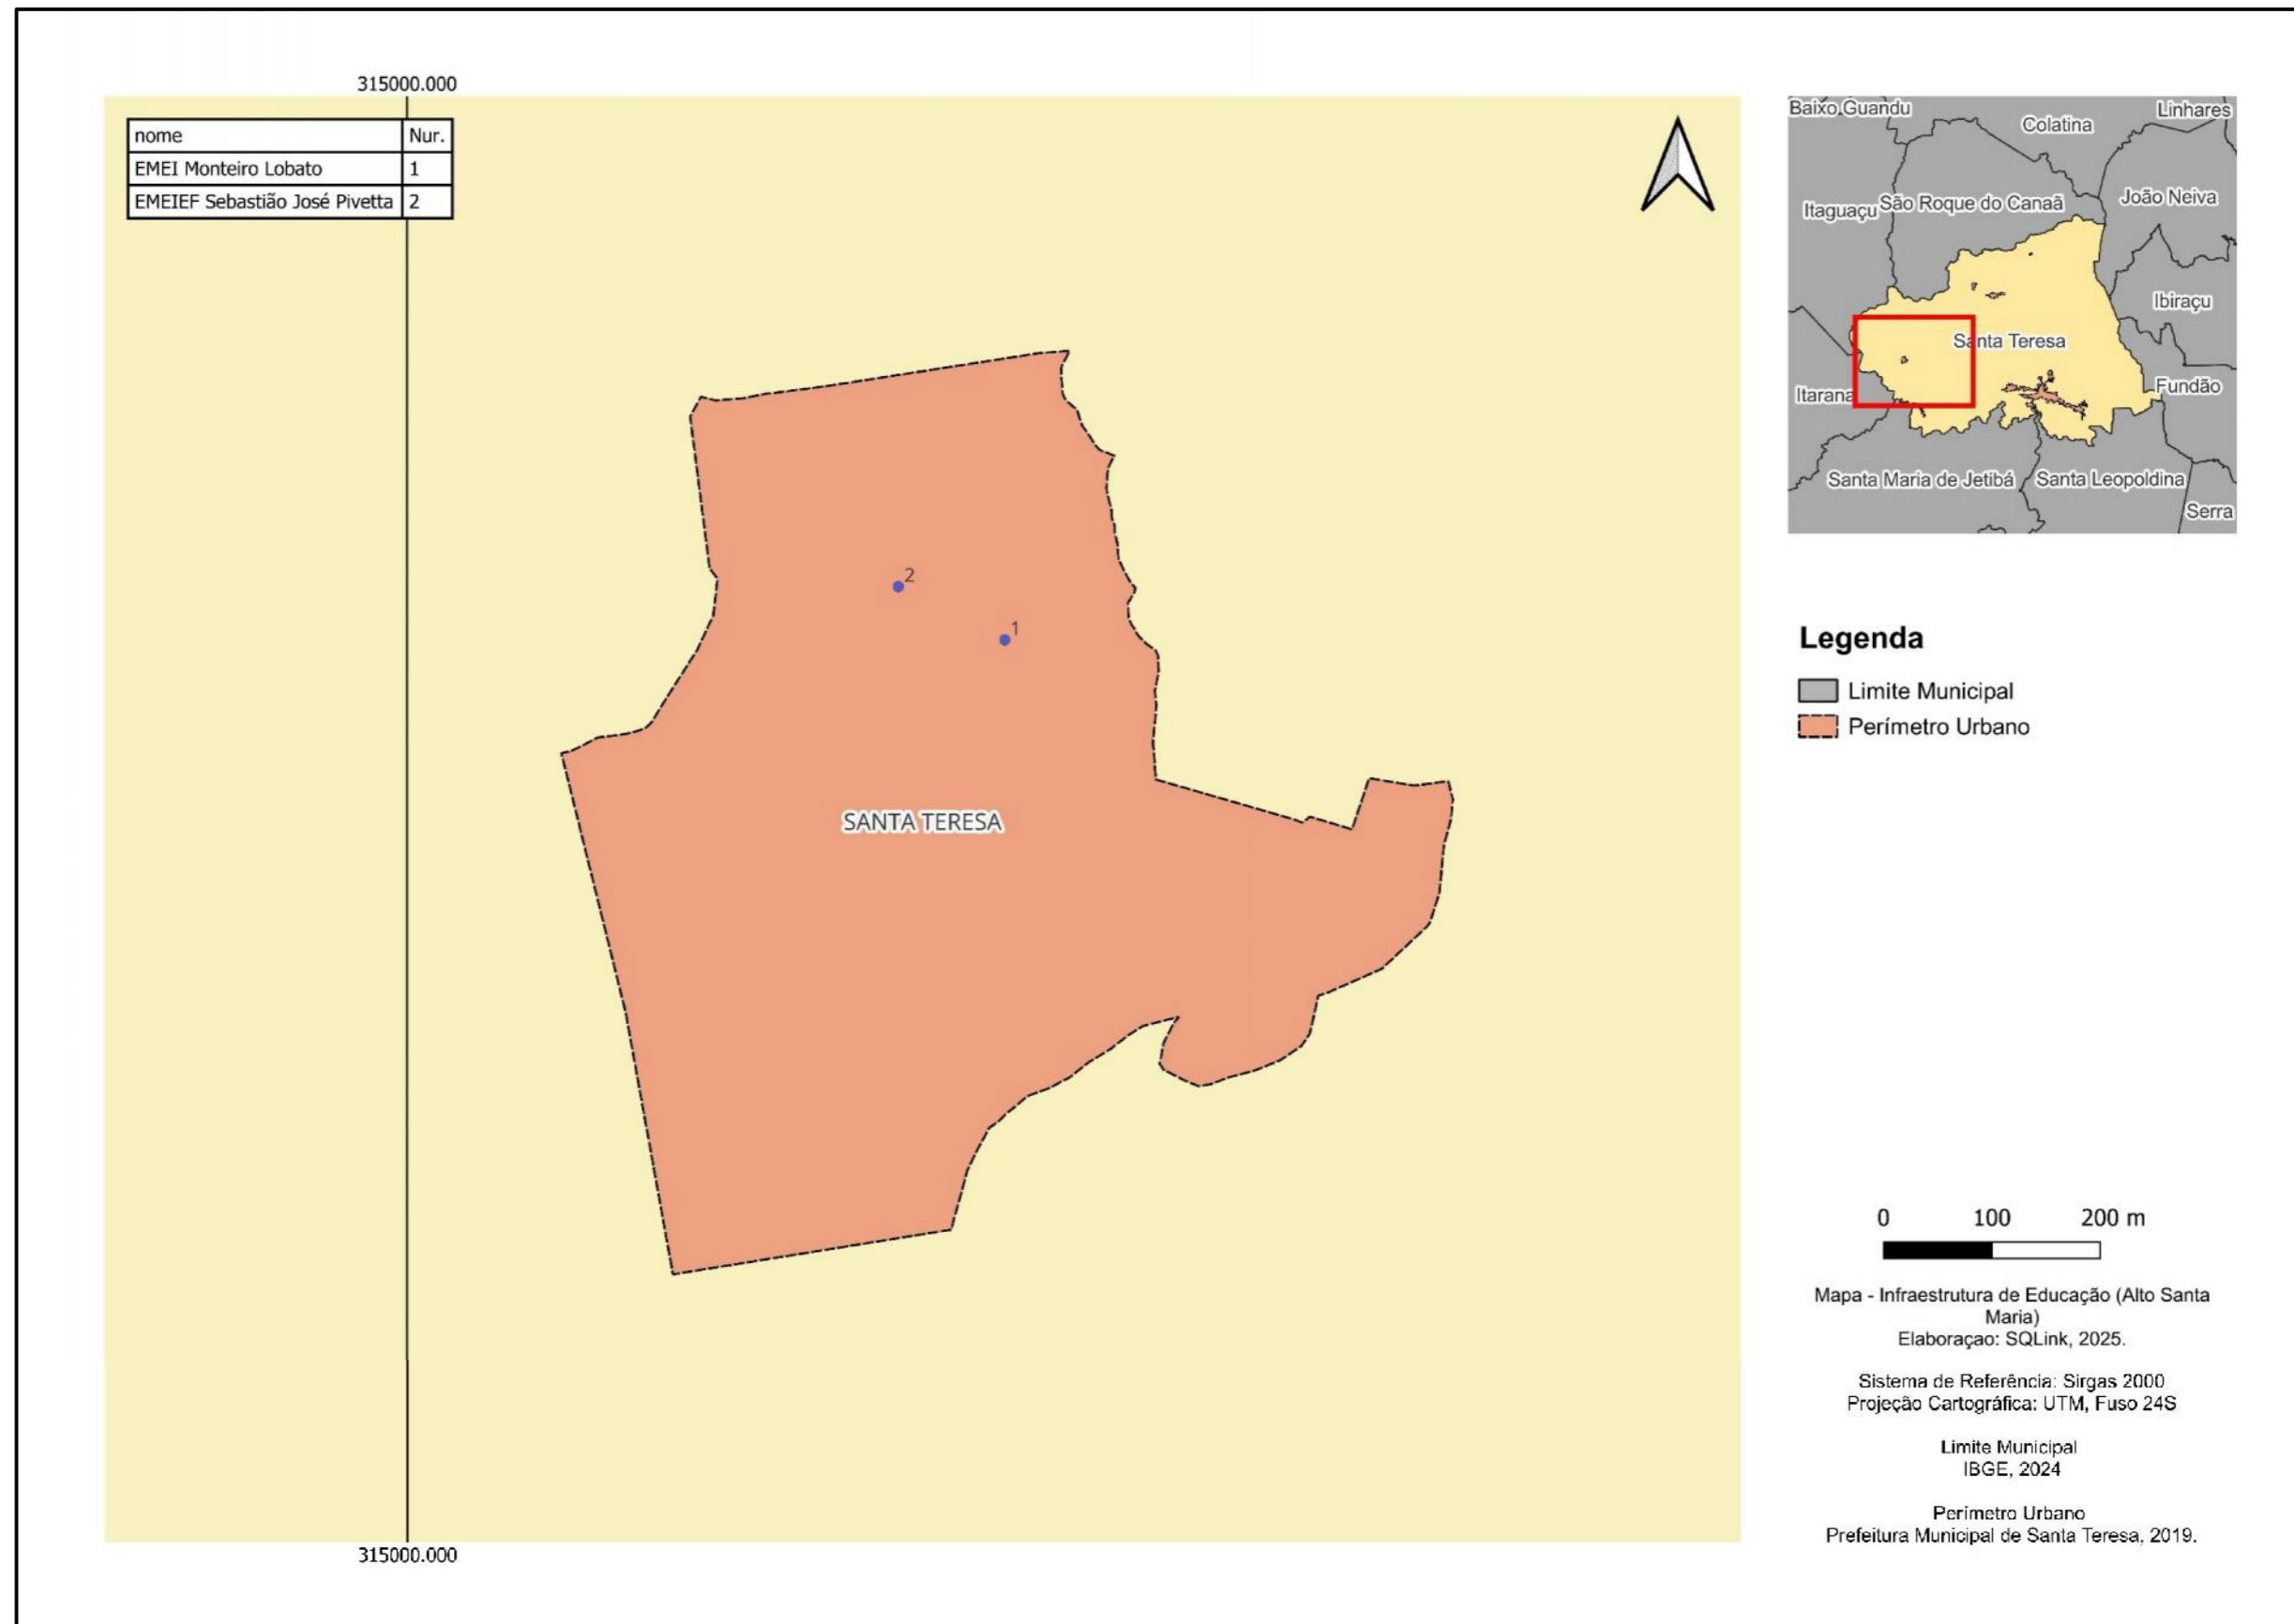 315000.000
nome Nur.
EMEI Monteiro Lobato 1
EMEIEF Sebastião José Pivetta 2
2
1
SANTA TERESA
315000.000
Baixo Guandu
Linhares
Colatina
João Neiva
Itaguaçu
São Roque do Canaã
Ibiraçu
Santa Teresa
Fundão
Itarana
Santa Maria de Jetibá
Santa Leopoldina
Serra
Legenda
Limite Municipal
Perímetro Urbano
0 100 200 m
Mapa - Infraestrutura de Educação (Alto Santa
Maria)
Elaboraçao: SQLink, 2025.
Sistema de Referência: Sirgas 2000
Projeção Cartográfica: UTM, Fuso 24S
Limite Municipal
IBGE, 2024
Perímetro Urbano
Prefeitura Municipal de Santa Teresa, 2019.